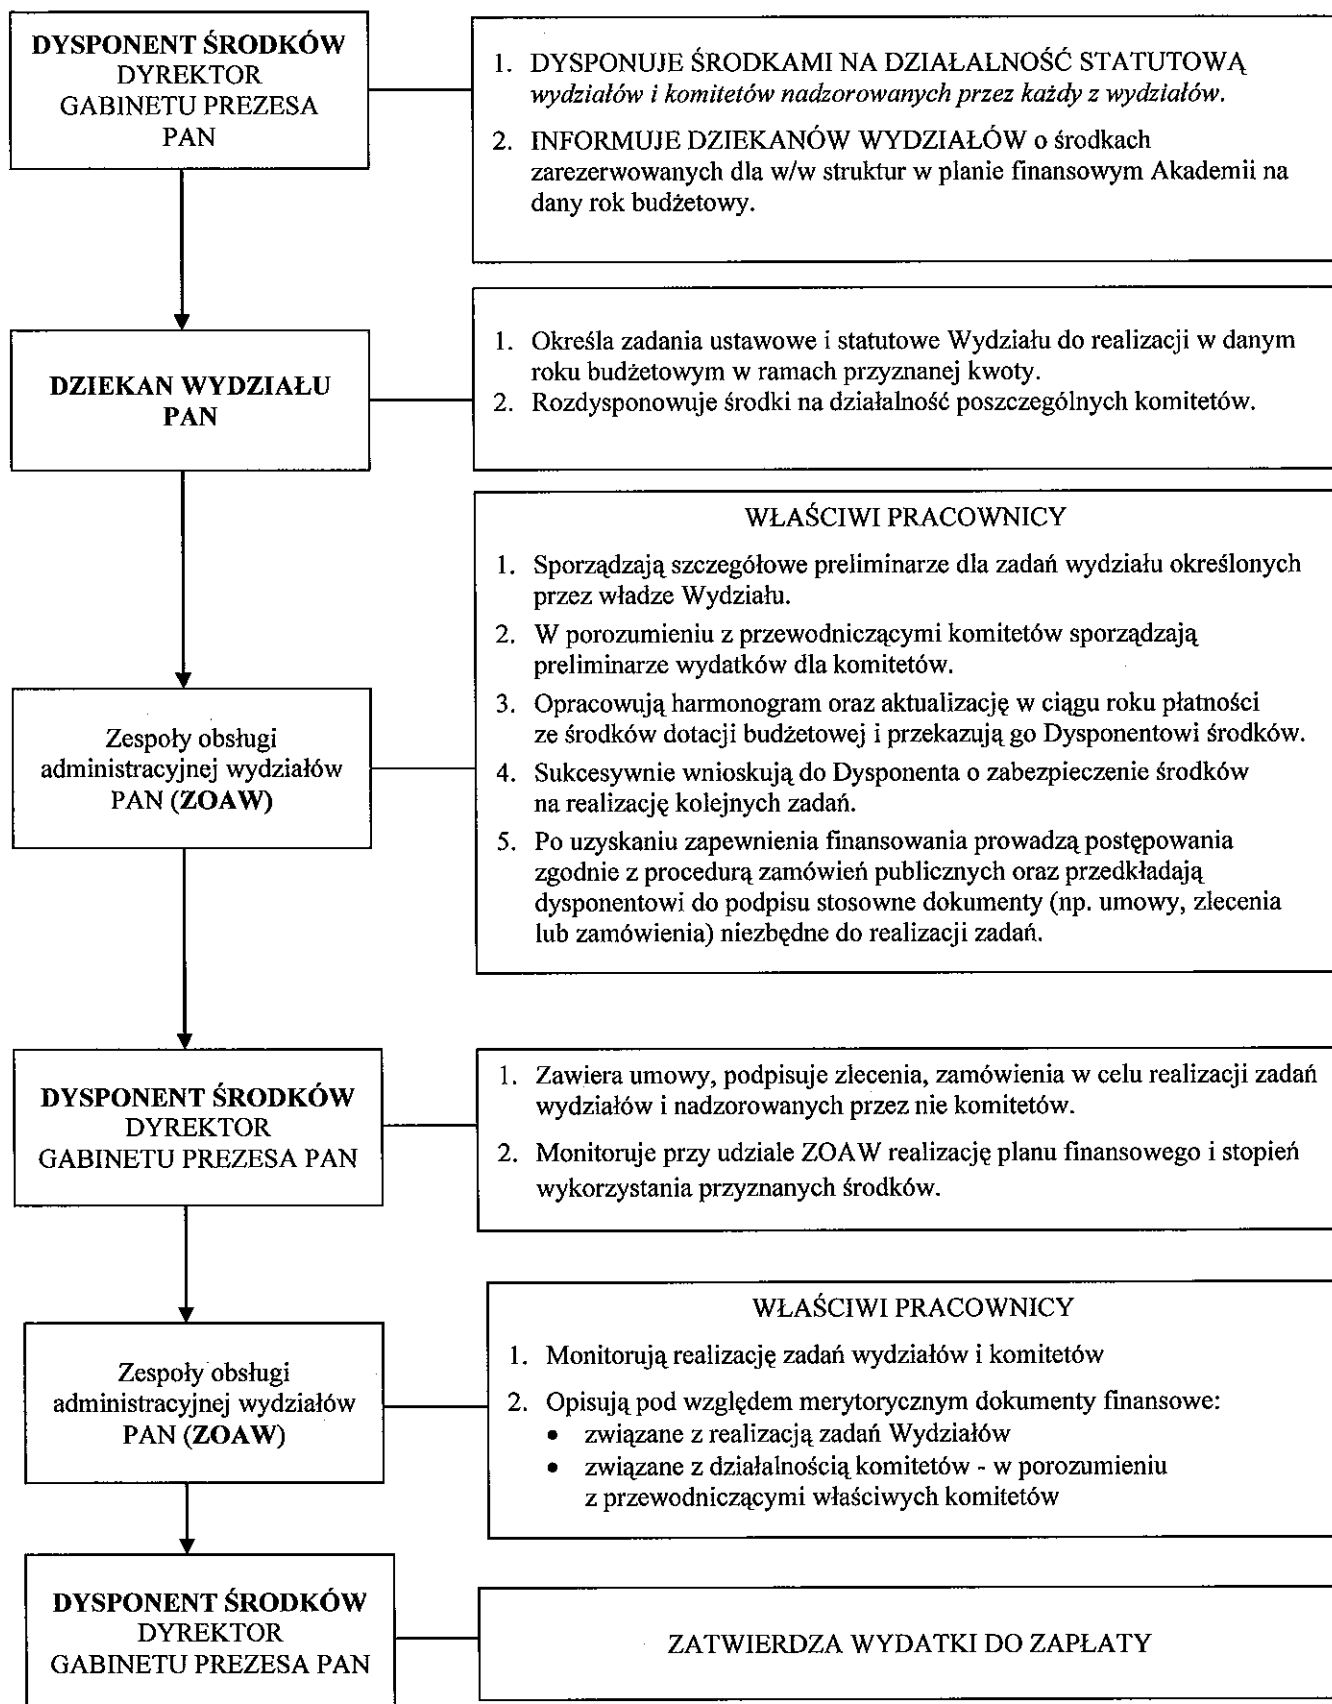 DYSPONENT ŚRODKÓW
DYREKTOR
GABINETU PREZESA
PAN
1. DYSPONUJE ŚRODKAMI NA DZIAŁALNOŚĆ STATUTOWĄ
wydziałów i komitetów nadzorowanych przez każdy z wydziałów.
2. INFORMUJE DZIEKANÓW WYDZIAŁÓW o środkach
zarezerwowanych dla w/w struktur w planie finansowym Akademii na
dany rok budżetowy.
DZIEKAN WYDZIAŁU
PAN
1. Określa zadania ustawowe i statutowe Wydziału do realizacji w danym
roku budżetowym w ramach przyznanej kwoty.
2. Rozdysponowuje środki na działalność poszczególnych komitetów.
Zespoły obsługi
administracyjnej wydziałów
PAN (ZOAW)
WŁAŚCIWI PRACOWNICY
1. Sporządzają szczegółowe preliminarze dla zadań wydziału określonych
przez władze Wydziału.
2. W porozumieniu z przewodniczącymi komitetów sporządzają
preliminarze wydatków dla komitetów.
3. Opracowują harmonogram oraz aktualizację w ciągu roku płatności
ze środków dotacji budżetowej i przekazują go Dysponentowi środków.
4. Sukcesywnie wnioskują do Dysponenta o zabezpieczenie środków
na realizację kolejnych zadań.
5. Po uzyskaniu zapewnienia finansowania prowadzą postępowania
zgodnie z procedurą zamówień publicznych oraz przedkładają
dysponentowi do podpisu stosowne dokumenty (np. umowy, zlecenia
lub zamówienia) niezbędne do realizacji zadań.
DYSPONENT ŚRODKÓW
DYREKTOR
GABINETU PREZESA PAN
1. Zawiera umowy, podpisuje zlecenia, zamówienia w celu realizacji zadań
wydziałów i nadzorowanych przez nie komitetów.
2. Monitoruje przy udziale ZOAW realizację planu finansowego i stopień
wykorzystania przyznanych środków.
Zespoły obsługi
administracyjnej wydziałów
PAN (ZOAW)
WŁAŚCIWI PRACOWNICY
1. Monitorują realizację zadań wydziałów i komitetów
2. Opisują pod względem merytorycznym dokumenty finansowe:
• związane z realizacją zadań Wydziałów
• związane z działalnością komitetów - w porozumieniu
z przewodniczącymi właściwych komitetów
DYSPONENT ŚRODKÓW
DYREKTOR
GABINETU PREZESA PAN
ZATWIERDZA WYDATKI DO ZAPŁATY